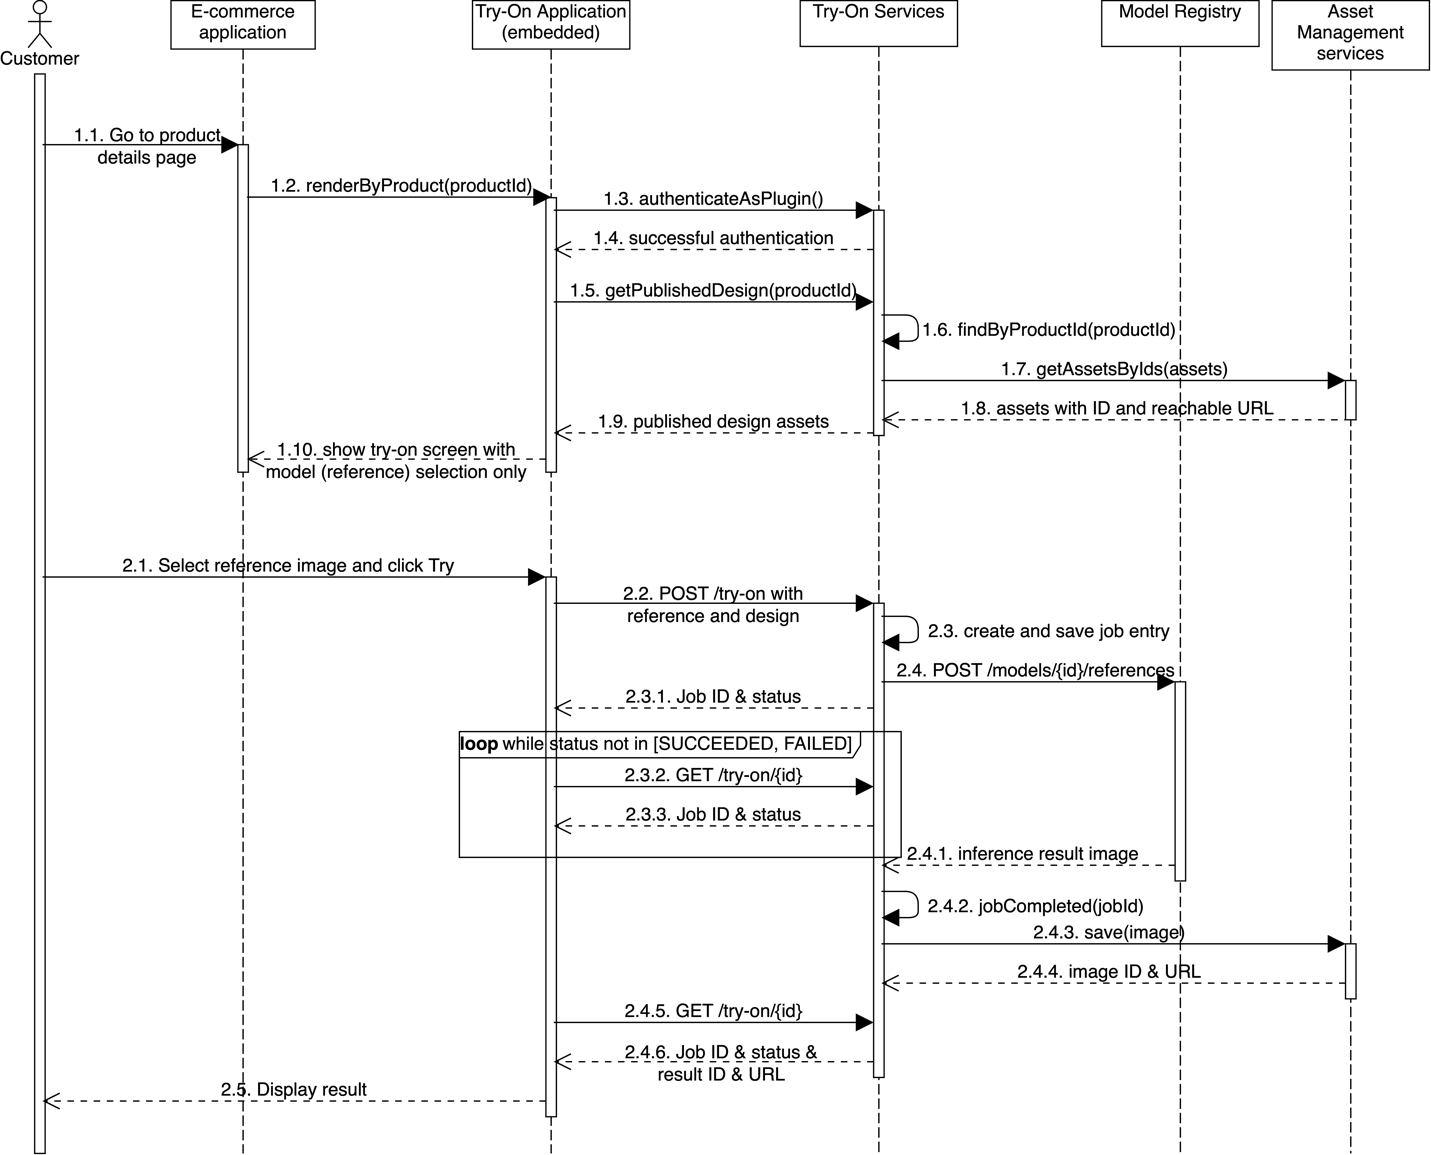 E-commerce
application
Try-On Application
(embedded)
Try-On Services
Model Registry
Asset
Management
services
Customer
1.1. Go to product
details page
1.2. renderByProduct(productId)
1.3. authenticateAsPlugin()
1.4. successful authentication
1.5. getPublishedDesign(productId)
1.6. findByProductId(productId)
1.7. getAssetsByIds(assets)
1.8. assets with ID and reachable URL
1.9. published design assets
1.10. show try-on screen with
model (reference) selection only
2.1. Select reference image and click Try
2.2. POST /try-on with
reference and design
2.3. create and save job entry
2.4. POST /models/{id}/references
2.3.1. Job ID & status
loop while status not in [SUCCEEDED, FAILED]
2.3.2. GET /try-on/{id}
2.3.3. Job ID & status
2.4.1. inference result image
2.4.2. jobCompleted(jobId)
2.4.3. save(image)
2.4.4. image ID & URL
2.4.5. GET /try-on/{id}
2.4.6. Job ID & status &
result ID & URL
2.5. Display result